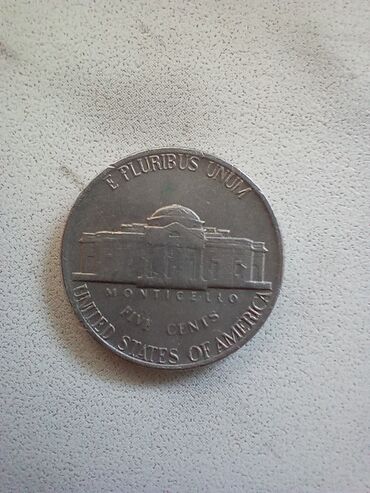 E PLURIBUS UNUM
MONTICELLO
FIVE CENTS
UNITED STATES OF AMERICA